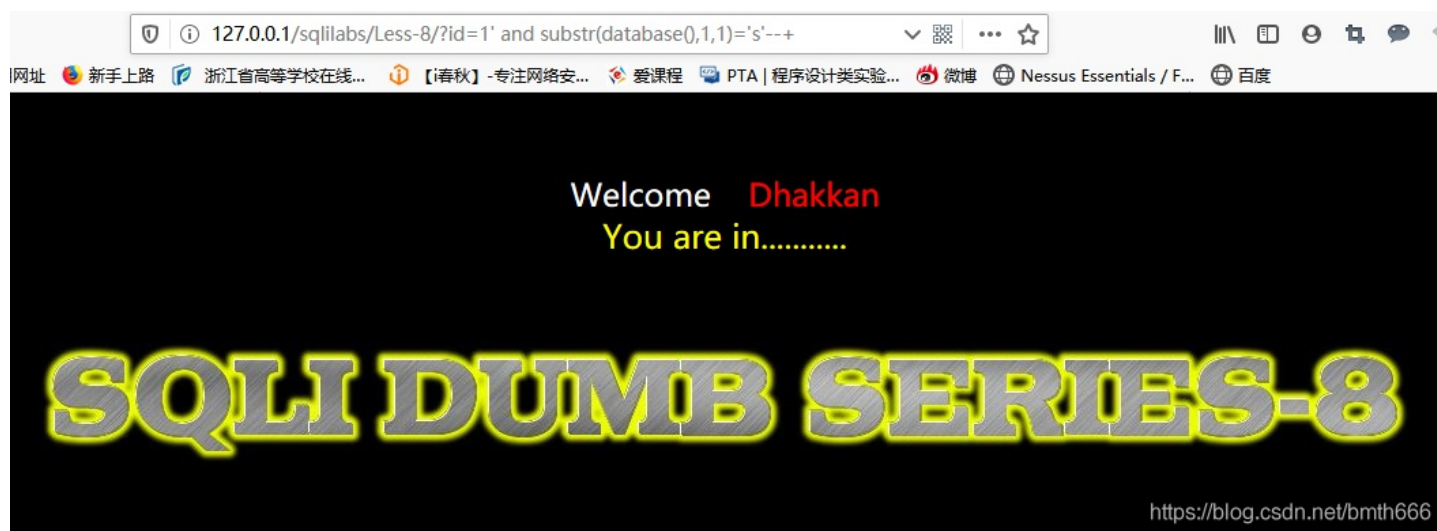 127.0.0.1/sqlilabs/Less-8/?id=1' and substr(database(),1,1)='s'--+
网址 新手上路 浙江省高等学校在线... 【i春秋】-专注网络安... 爱课程 PTA | 程序设计类实验... 微博 Nessus Essentials / F... 百度
Welcome Dhakkan
You are in...........
SQLI DUMB SERIES-8
https://blog.csdn.net/bmth666